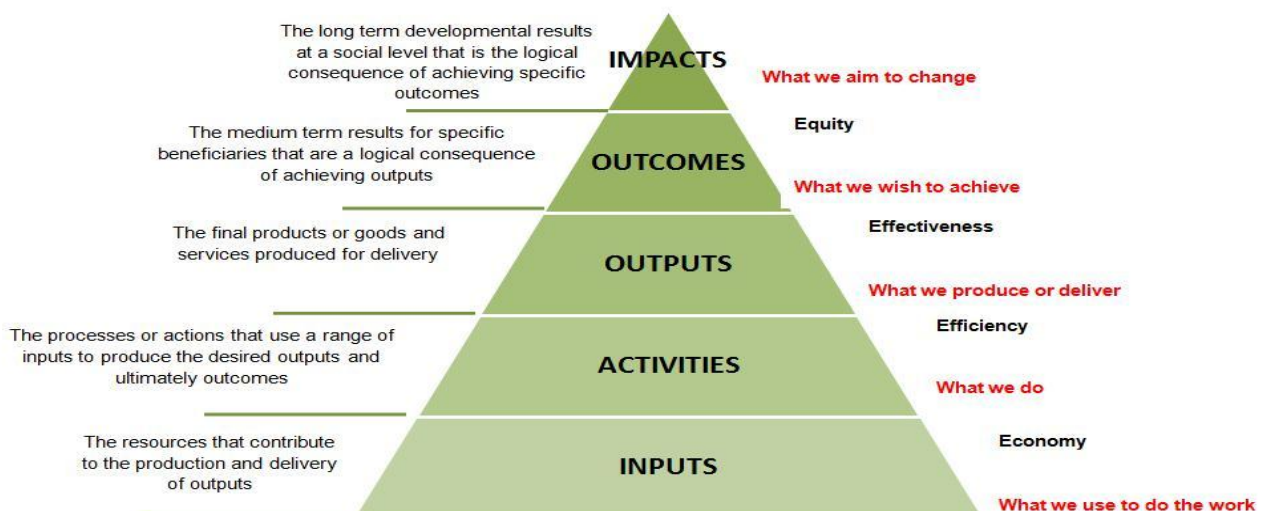 The long term developmental results
at a social level that is the logical
consequence of achieving specific
outcomes
IMPACTS
What we aim to change
The medium term results for specific
beneficiaries that are a logical consequence
of achieving outputs
OUTCOMES
Equity
What we wish to achieve
The final products or goods and
services produced for delivery
OUTPUTS
Effectiveness
What we produce or deliver
The processes or actions that use a range of
inputs to produce the desired outputs and
ultimately outcomes
ACTIVITIES
Efficiency
What we do
The resources that contribute
to the production and delivery
of outputs
INPUTS
Economy
What we use to do the work